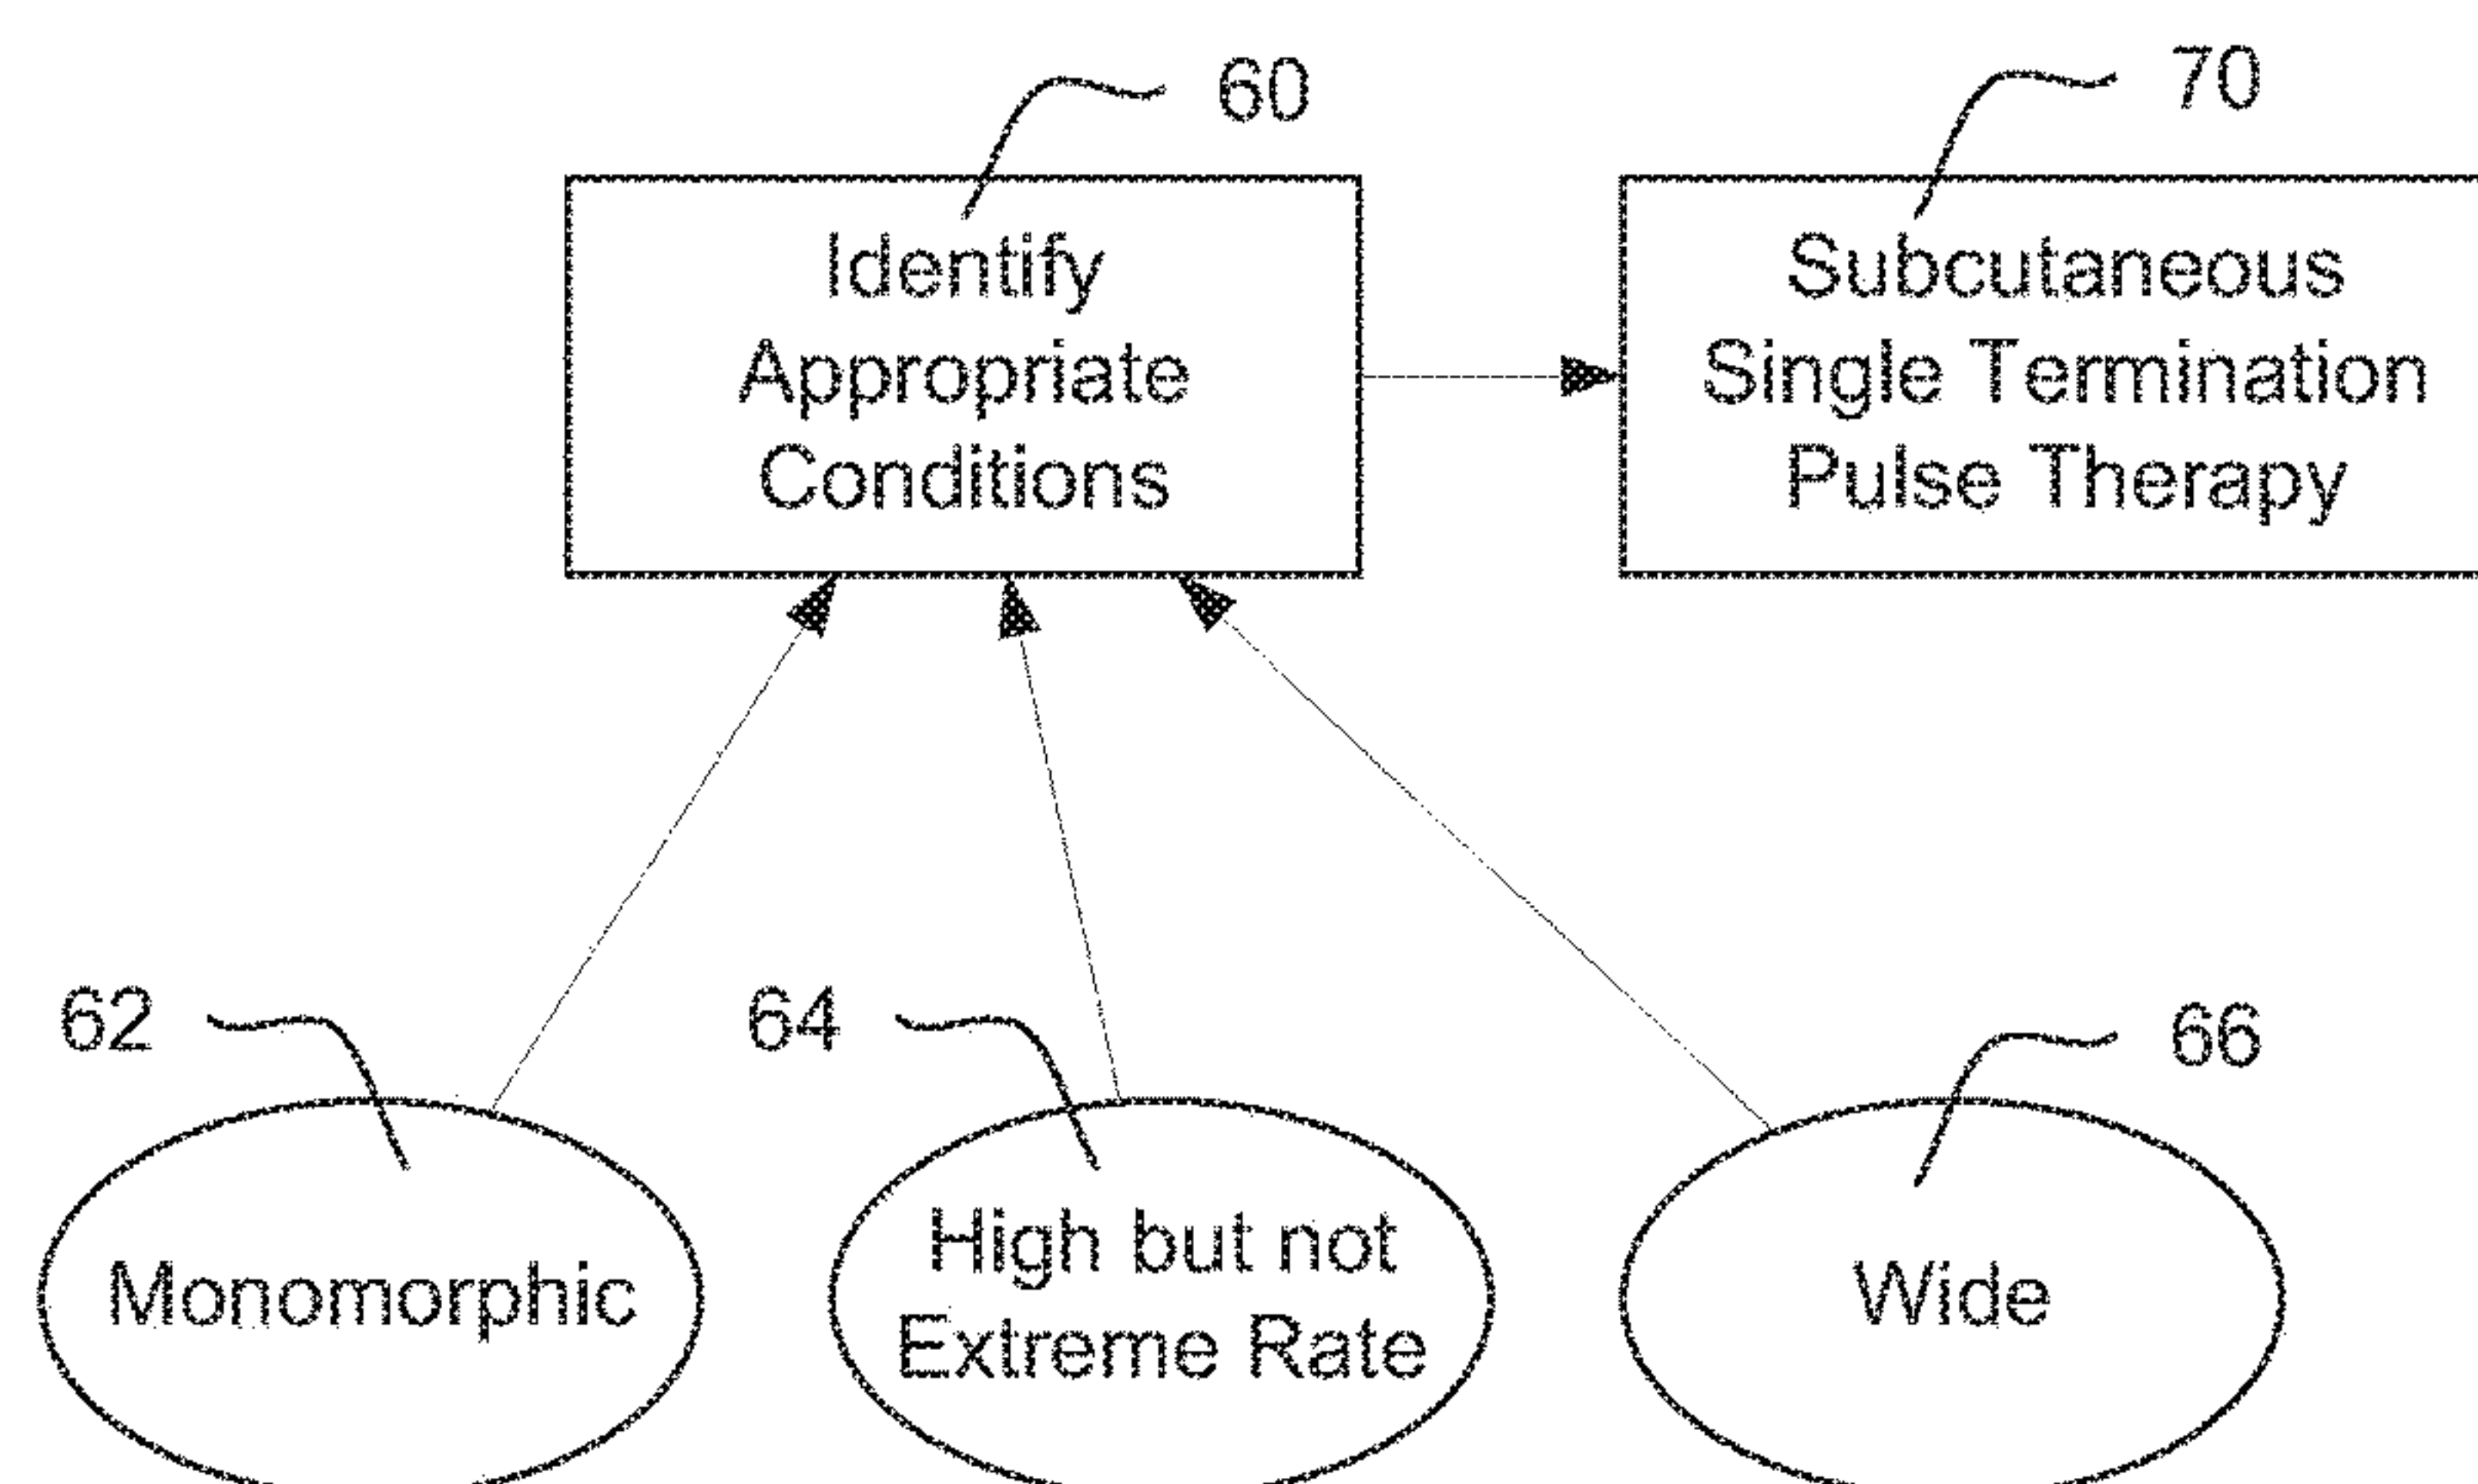 60
70
Identify
Appropriate
Conditions
Subcutaneous
Single Termination
Pulse Therapy
62
64
66
Monomorphic
High but not
Extreme Rate
Wide